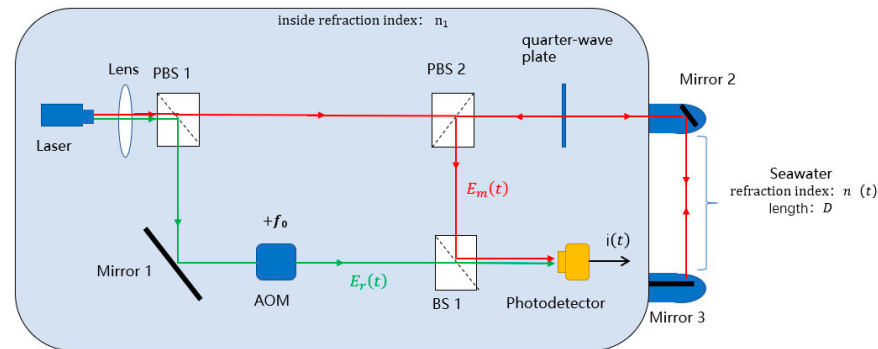 inside refraction index: n₁
quarter-wave
plate
Lens
PBS 1
PBS 2
Mirror 2
Laser
Seawater
refraction index: n (t)
length: D
Eₘ(t)
+f₀
i(t)
Mirror 1
Eᵣ(t)
AOM
BS 1
Photodetector
Mirror 3